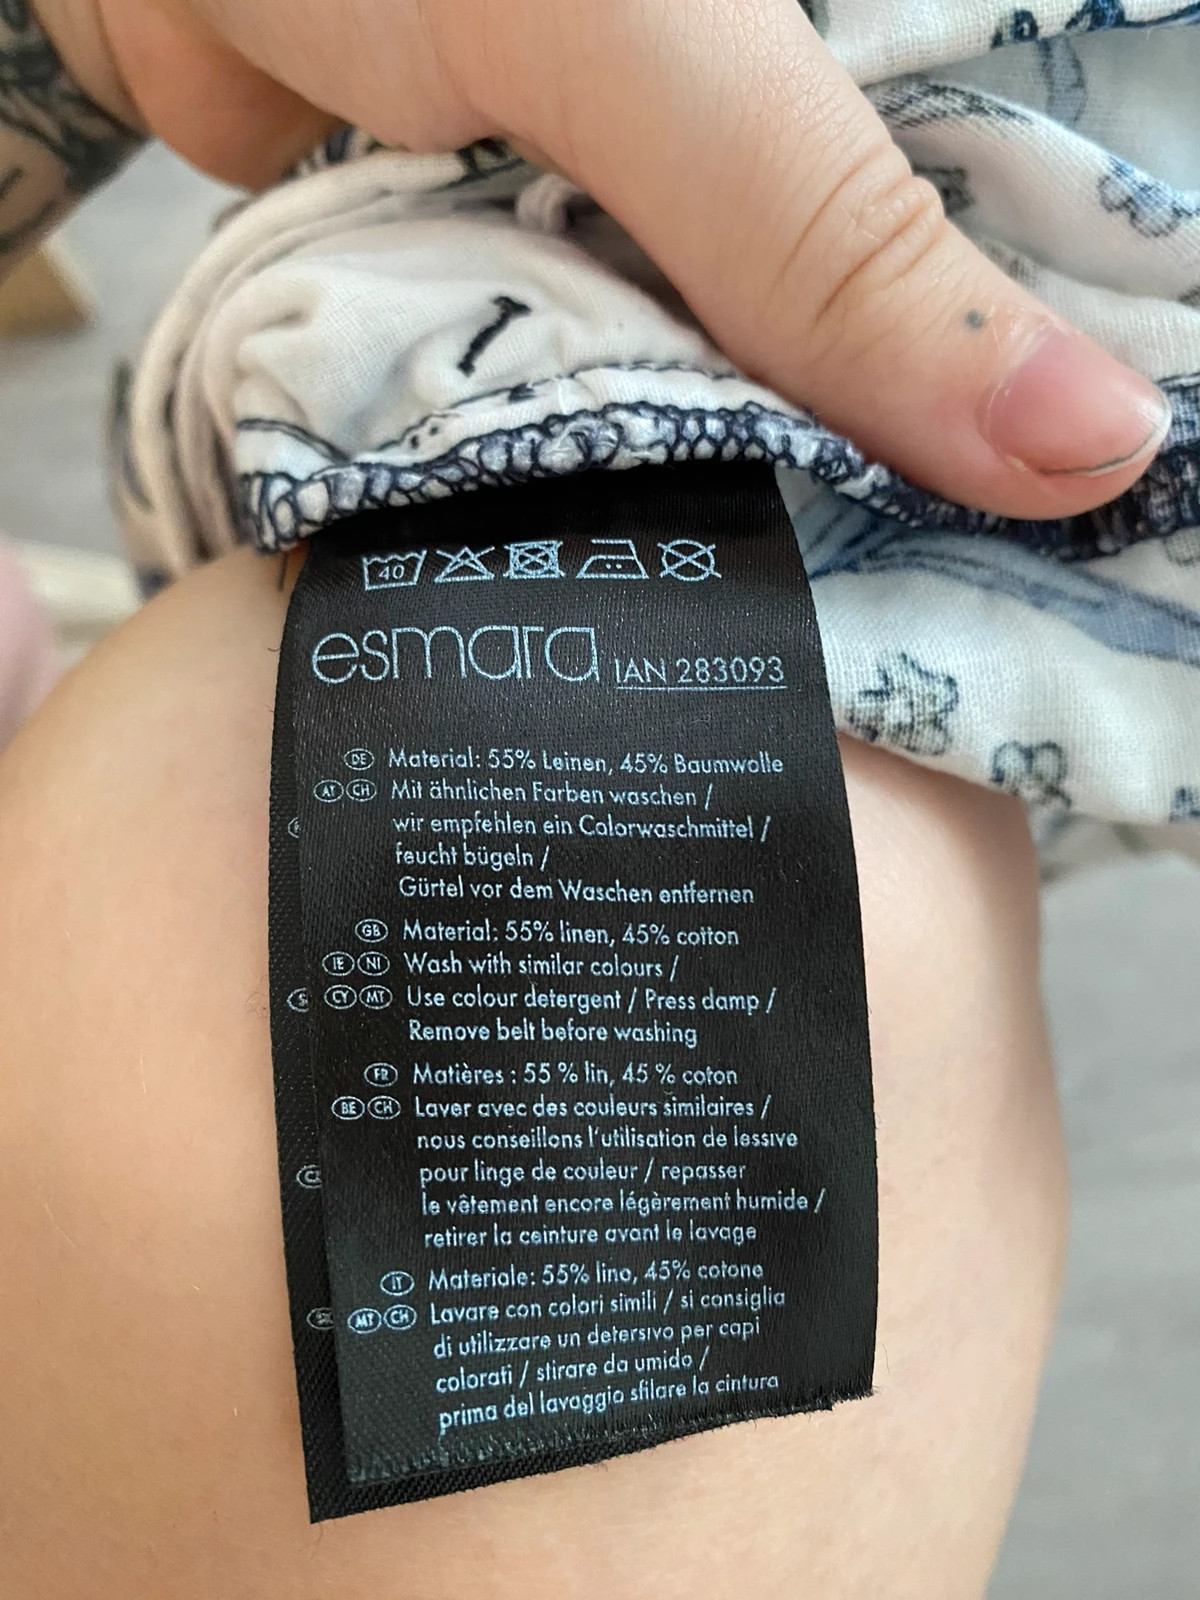 40
esmara IAN 283093
DE Material: 55% Leinen, 45% Baumwolle
AT CH Mit ähnlichen Farben waschen /
wir empfehlen ein Colorwaschmittel /
feucht bügeln /
Gürtel vor dem Waschen entfernen
GB Material: 55% linen, 45% cotton
IE NI Wash with similar colours /
CY MT Use colour detergent / Press damp /
Remove belt before washing
FR Matières : 55 % lin, 45 % coton
BE CH Laver avec des couleurs similaires /
nous conseillons l'utilisation de lessive
pour linge de couleur / repasser
le vêtement encore légèrement humide /
retirer la ceinture avant le lavage
IT Materiale: 55% lino, 45% cotone
MT CH Lavare con colori simili / si consiglia
di utilizzare un detersivo per capi
colorati / stirare da umido /
prima del lavaggio sfilare la cintura